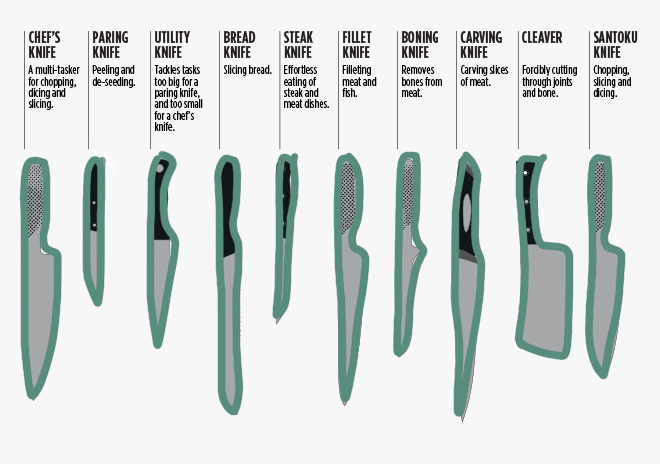 CHEF'S
KNIFE
A multi-tasker
for chopping,
dicing and
slicing.
PARING
KNIFE
Peeling and
de-seeding.
UTILITY
KNIFE
Tackles tasks
too big for a
paring knife,
and too small
for a chef's
knife.
BREAD
KNIFE
Slicing bread.
STEAK
KNIFE
Effortless
eating of
steak and
meat dishes.
FILLET
KNIFE
Filleting
meat and
fish.
BONING
KNIFE
Removes
bones from
meat.
CARVING
KNIFE
Carving slices
of meat.
CLEAVER
Forcibly cutting
through joints
and bone.
SANTOKU
KNIFE
Chopping,
slicing and
dicing.